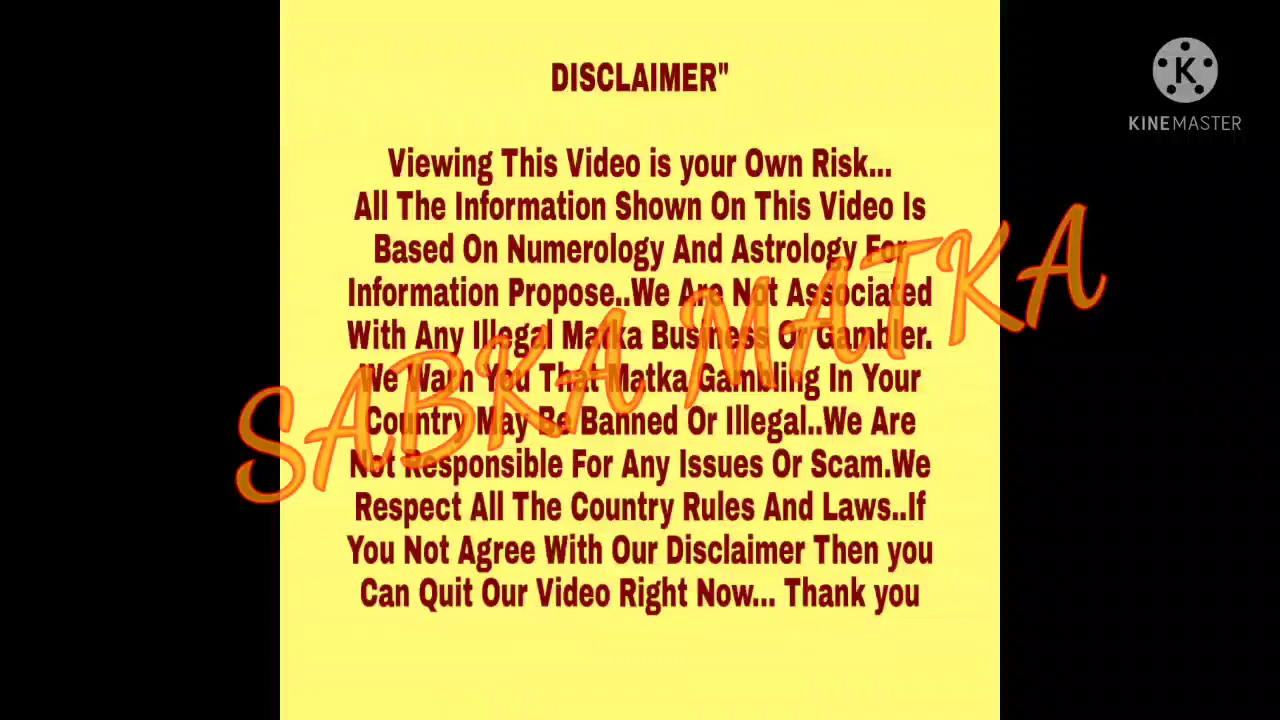 DISCLAIMER"
Viewing This Video is your Own Risk...
All The Information Shown On This Video Is
Based On Numerology And Astrology For
Information Propose..We Are Not Associated
With Any Illegal Matka Business Or Gambler.
We Warn You That Matka Gambling In Your
Country May Be Banned Or Illegal..We Are
Not Responsible For Any Issues Or Scam.We
Respect All The Country Rules And Laws..If
You Not Agree With Our Disclaimer Then you
Can Quit Our Video Right Now... Thank you
SABKA MATKA
K
KINEMASTER